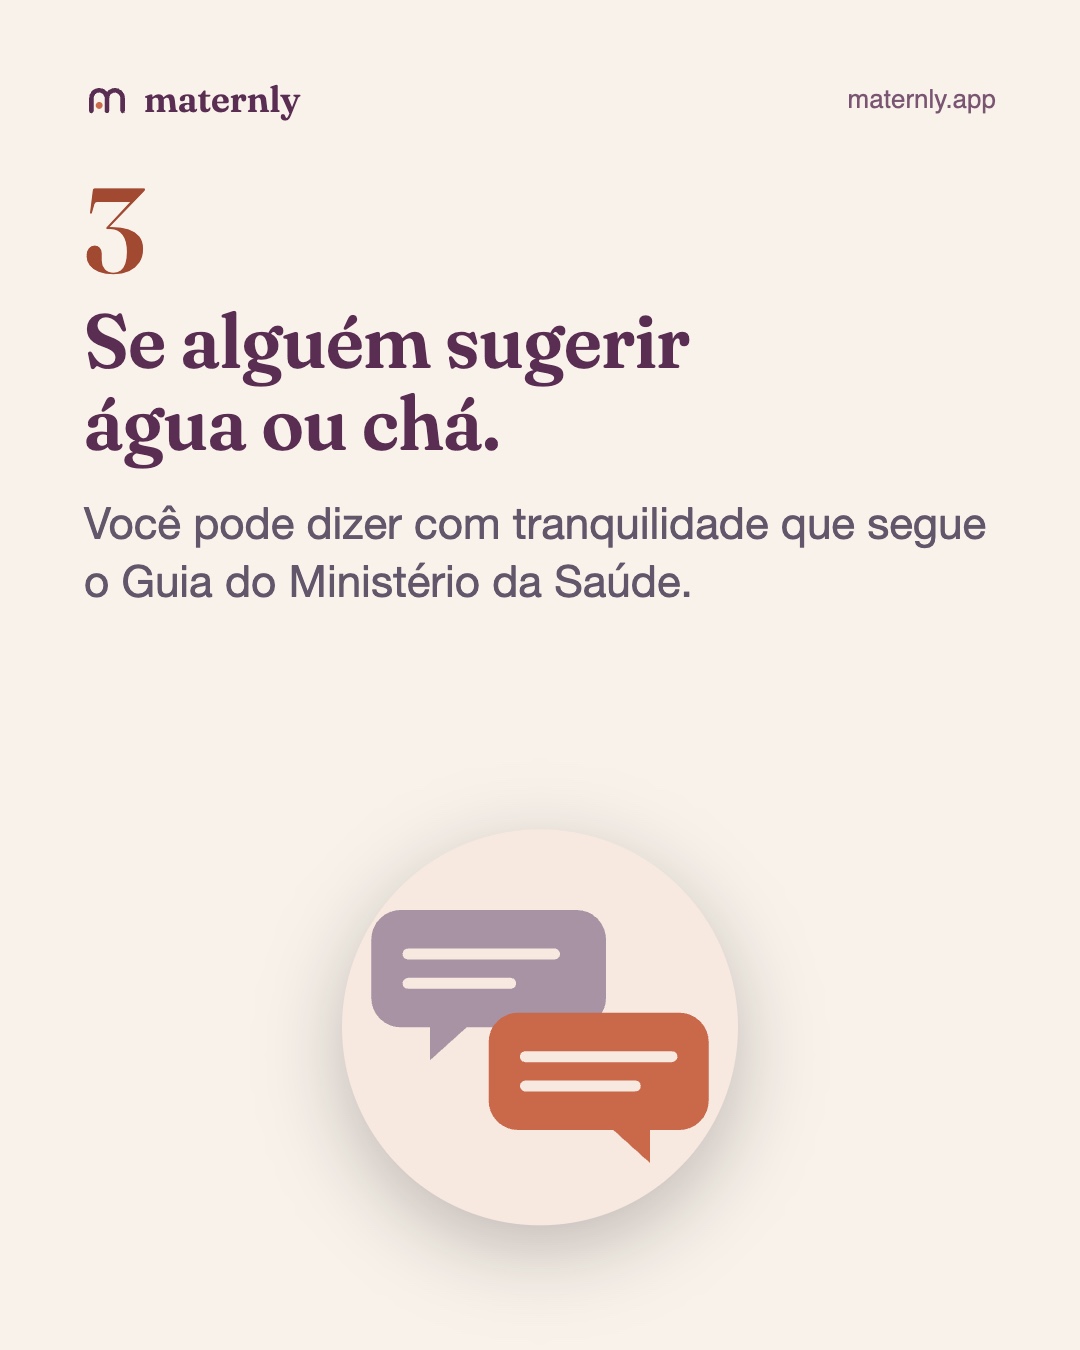 maternly
maternly.app
3
Se alguém sugerir
água ou chá.
Você pode dizer com tranquilidade que segue
o Guia do Ministério da Saúde.